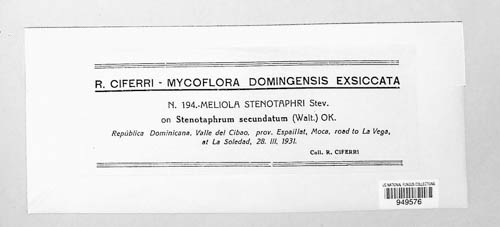 R. CIFERRI - MYCOFLORA DOMINGENSIS EXSICCATA
N. 194.-MELIOLA STENOTAPHRI Stev.
on Stenotaphrum secundatum (Walt.) OK.
República Dominicana, Valle del Cibao, prov. Espaillat, Moca, road to La Vega,
at La Soledad, 28. III, 1931.
Coll. R. CIFERRI
US NATIONAL FUNGUS COLLECTIONS
949576